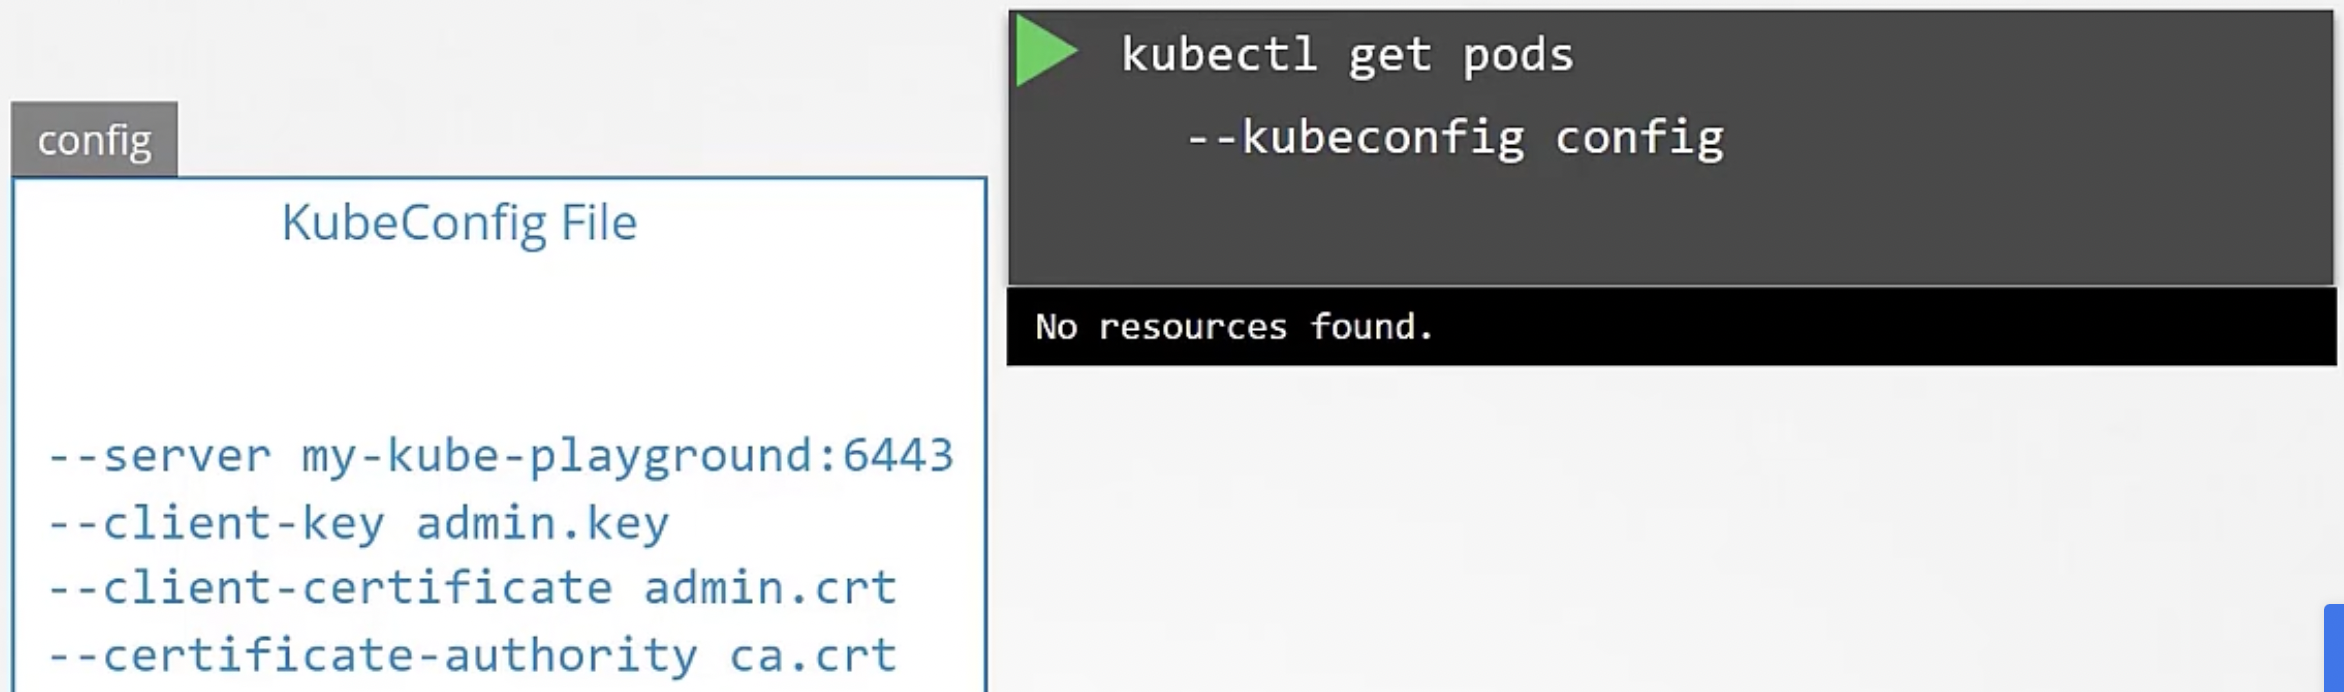 config
KubeConfig File
--server my-kube-playground:6443
--client-key admin.key
--client-certificate admin.crt
--certificate-authority ca.crt
kubectl get pods
--kubeconfig config
No resources found.